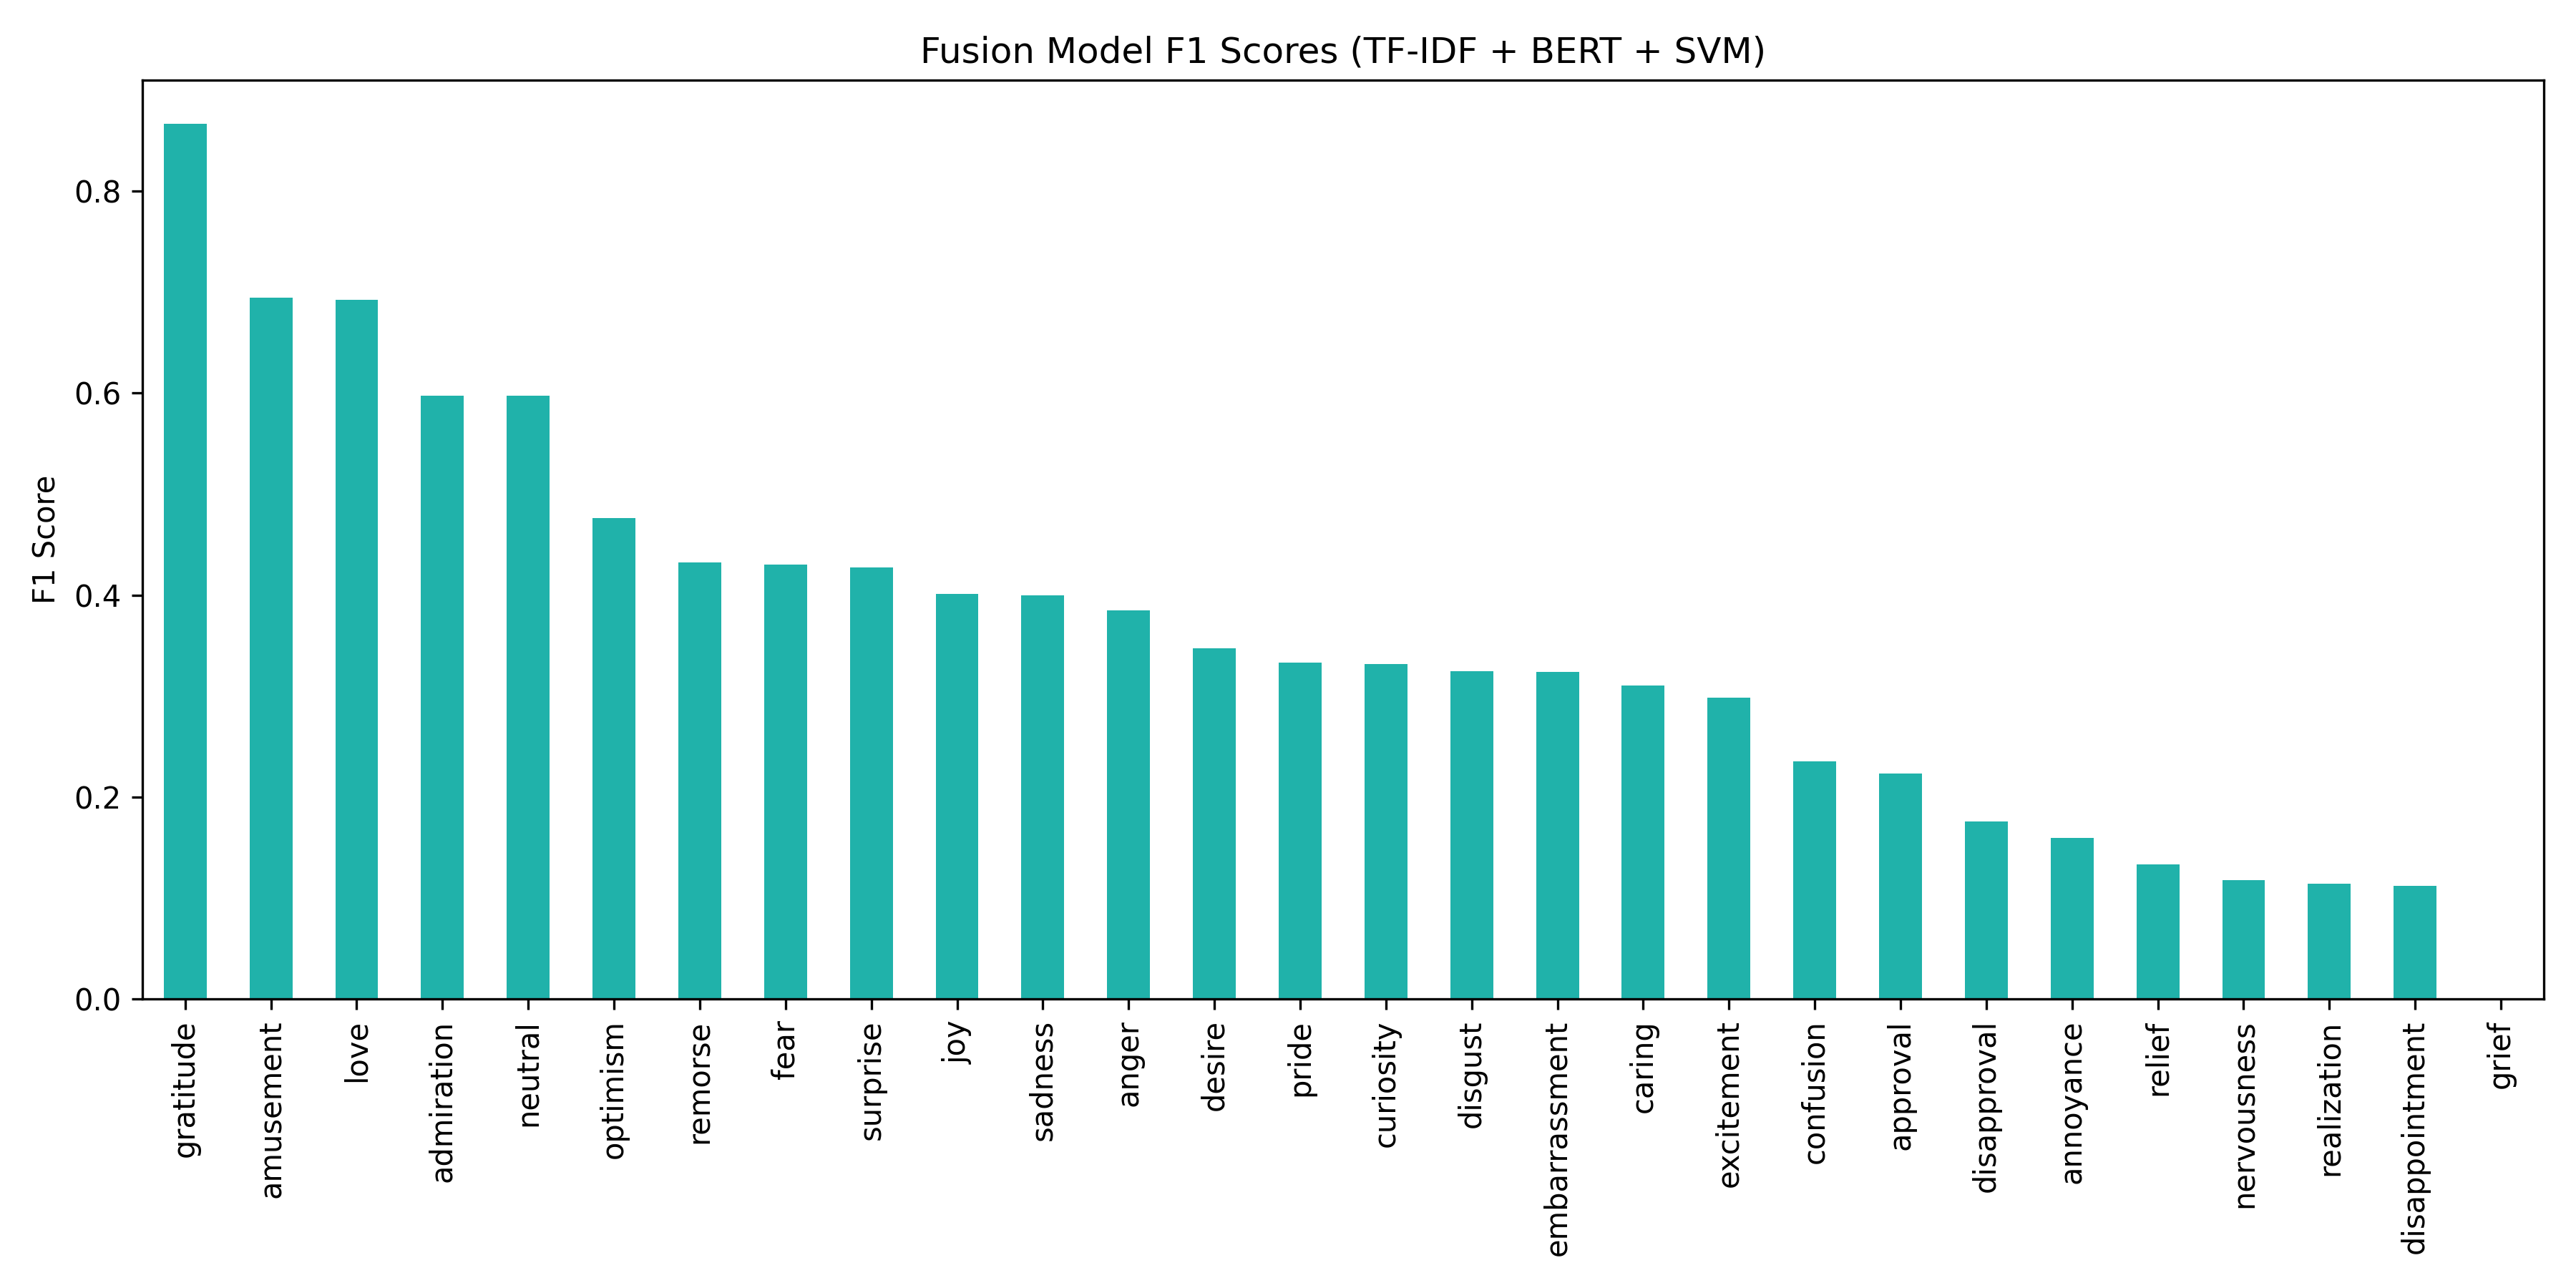 Fusion Model F1 Scores (TF-IDF + BERT + SVM)
F1 Score
0.8
0.6
0.4
0.2
0.0
gratitude
amusement
love
admiration
neutral
optimism
remorse
fear
surprise
joy
sadness
anger
desire
pride
curiosity
disgust
embarrassment
caring
excitement
confusion
approval
disapproval
annoyance
relief
nervousness
realization
disappointment
grief